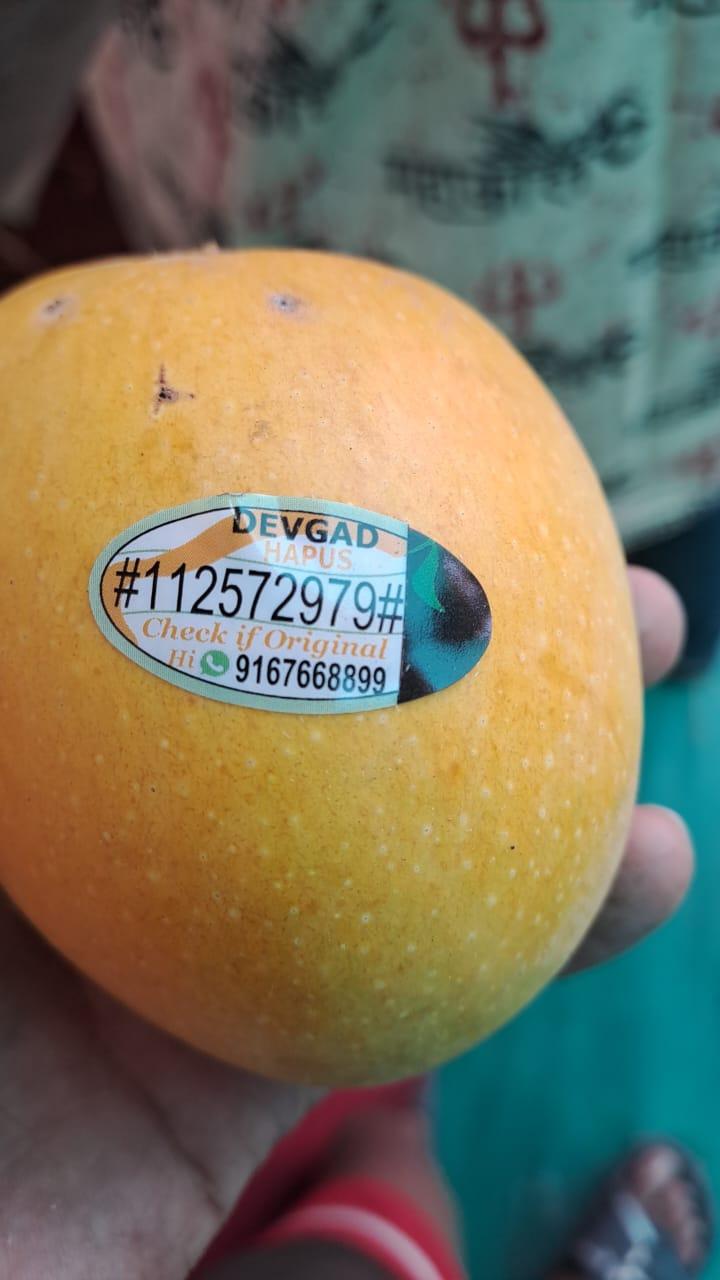 DEVGAD
HAPUS
#112572979#
Check if Original
Hi 9167668899